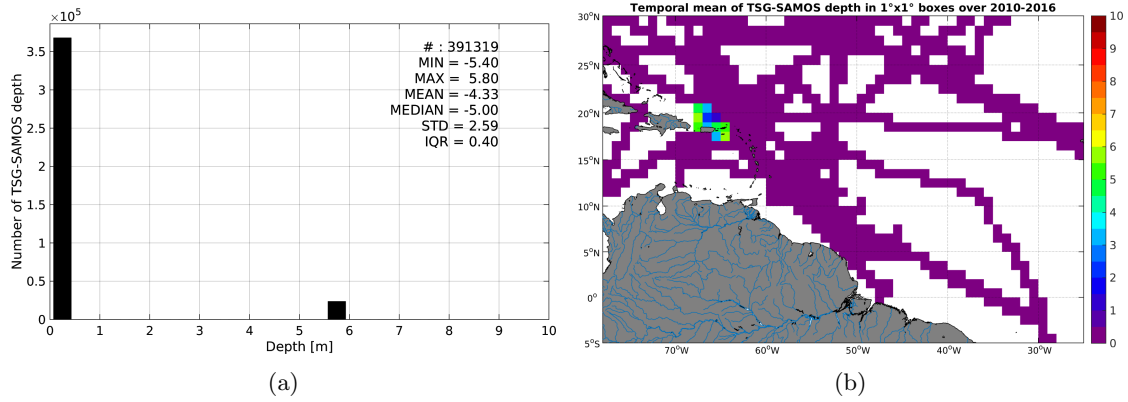 ×10⁵
3.5
3
2.5
2
1.5
1
0.5
0
Number of TSG-SAMOS depth
# : 391319
MIN = -5.40
MAX = 5.80
MEAN = -4.33
MEDIAN = -5.00
STD = 2.59
IQR = 0.40
0 1 2 3 4 5 6 7 8 9 10
Depth [m]
(a)
Temporal mean of TSG-SAMOS depth in 1°x1° boxes over 2010-2016
30°N
25°N
20°N
15°N
10°N
5°N
0°
5°S
70°W 60°W 50°W 40°W 30°W
10
9
8
7
6
5
4
3
2
1
0
(b)